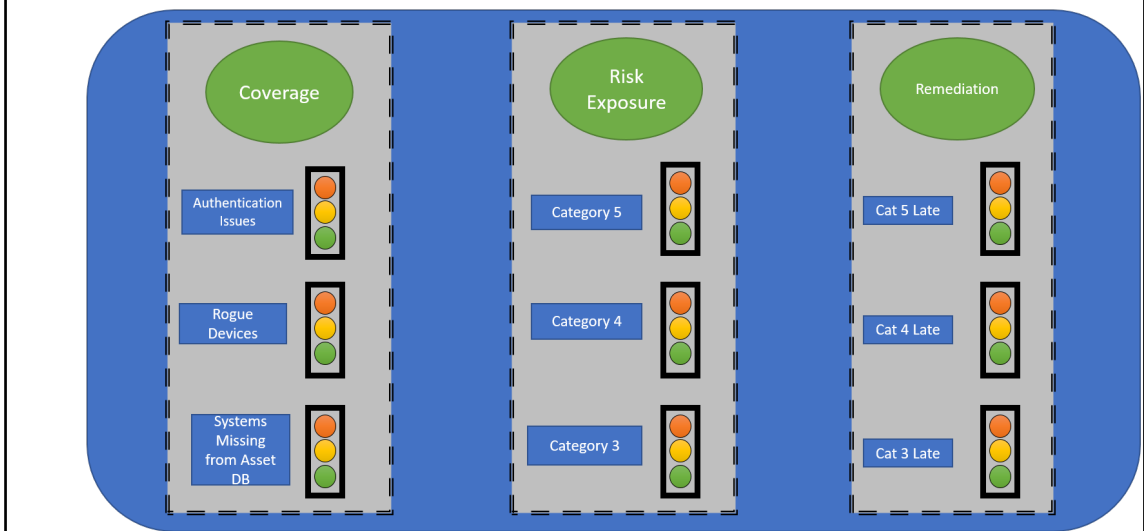 Coverage
Authentication
Issues
Rogue
Devices
Systems
Missing
from Asset
DB
Risk
Exposure
Category 5
Category 4
Category 3
Remediation
Cat 5 Late
Cat 4 Late
Cat 3 Late